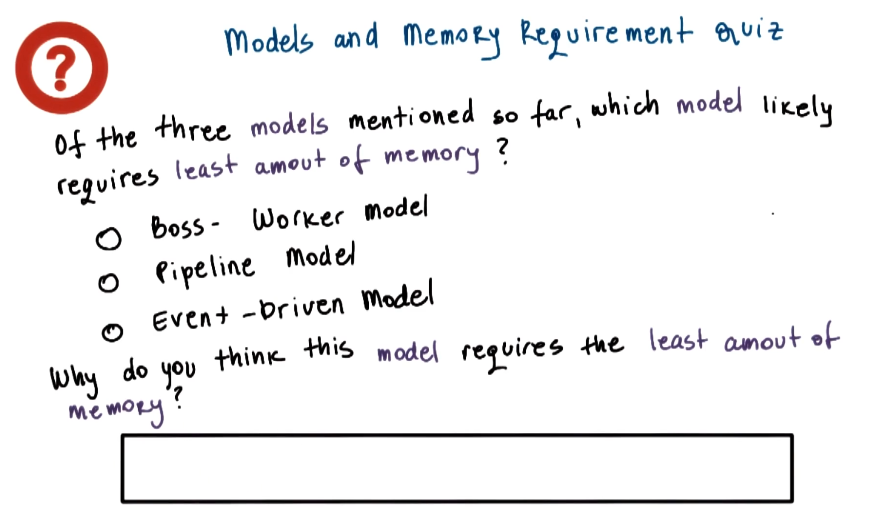 ?
Models and Memory Requirement quiz
Of the three models mentioned so far, which model likely
requires least amout of memory ?
Boss- Worker model
Pipeline Model
Event -Driven Model
Why do you think this model requires the least amout of
memory ?